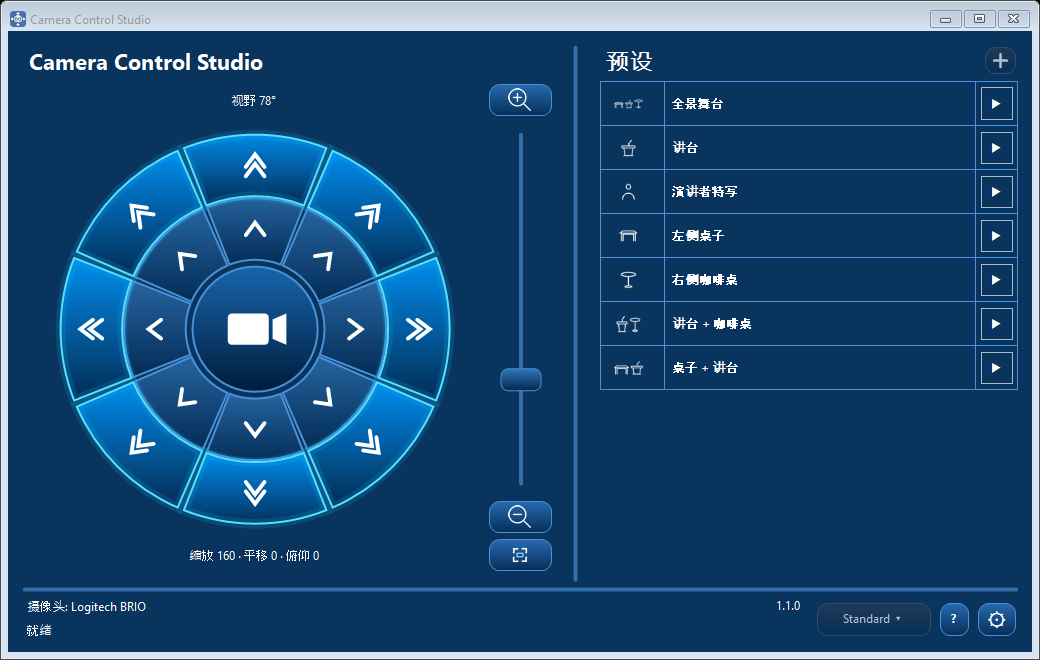 Camera Control Studio
Camera Control Studio
视野 78°
缩放 160 · 平移 0 · 俯仰 0
预设
全景舞台
讲台
演讲者特写
左侧桌子
右侧咖啡桌
讲台 + 咖啡桌
桌子 + 讲台
摄像头: Logitech BRIO
就绪
1.1.0
Standard
?